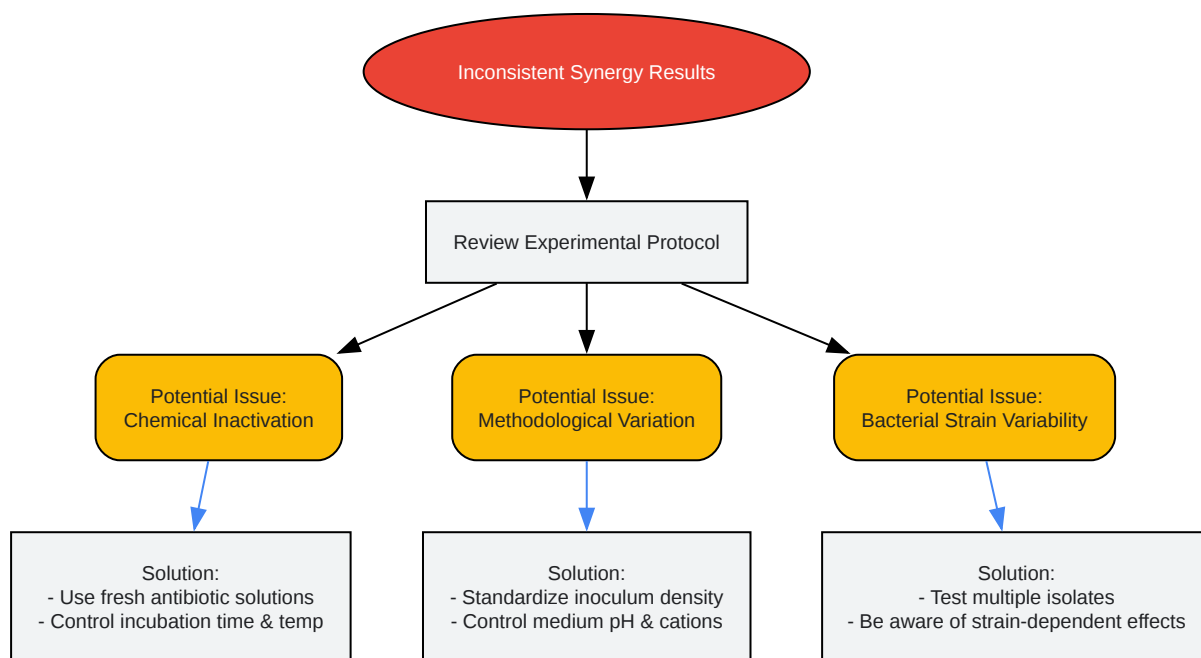 Inconsistent Synergy Results
Review Experimental Protocol
Potential Issue:
Chemical Inactivation
Potential Issue:
Methodological Variation
Potential Issue:
Bacterial Strain Variability
Solution:
- Use fresh antibiotic solutions
- Control incubation time & temp
Solution:
- Standardize inoculum density
- Control medium pH & cations
Solution:
- Test multiple isolates
- Be aware of strain-dependent effects